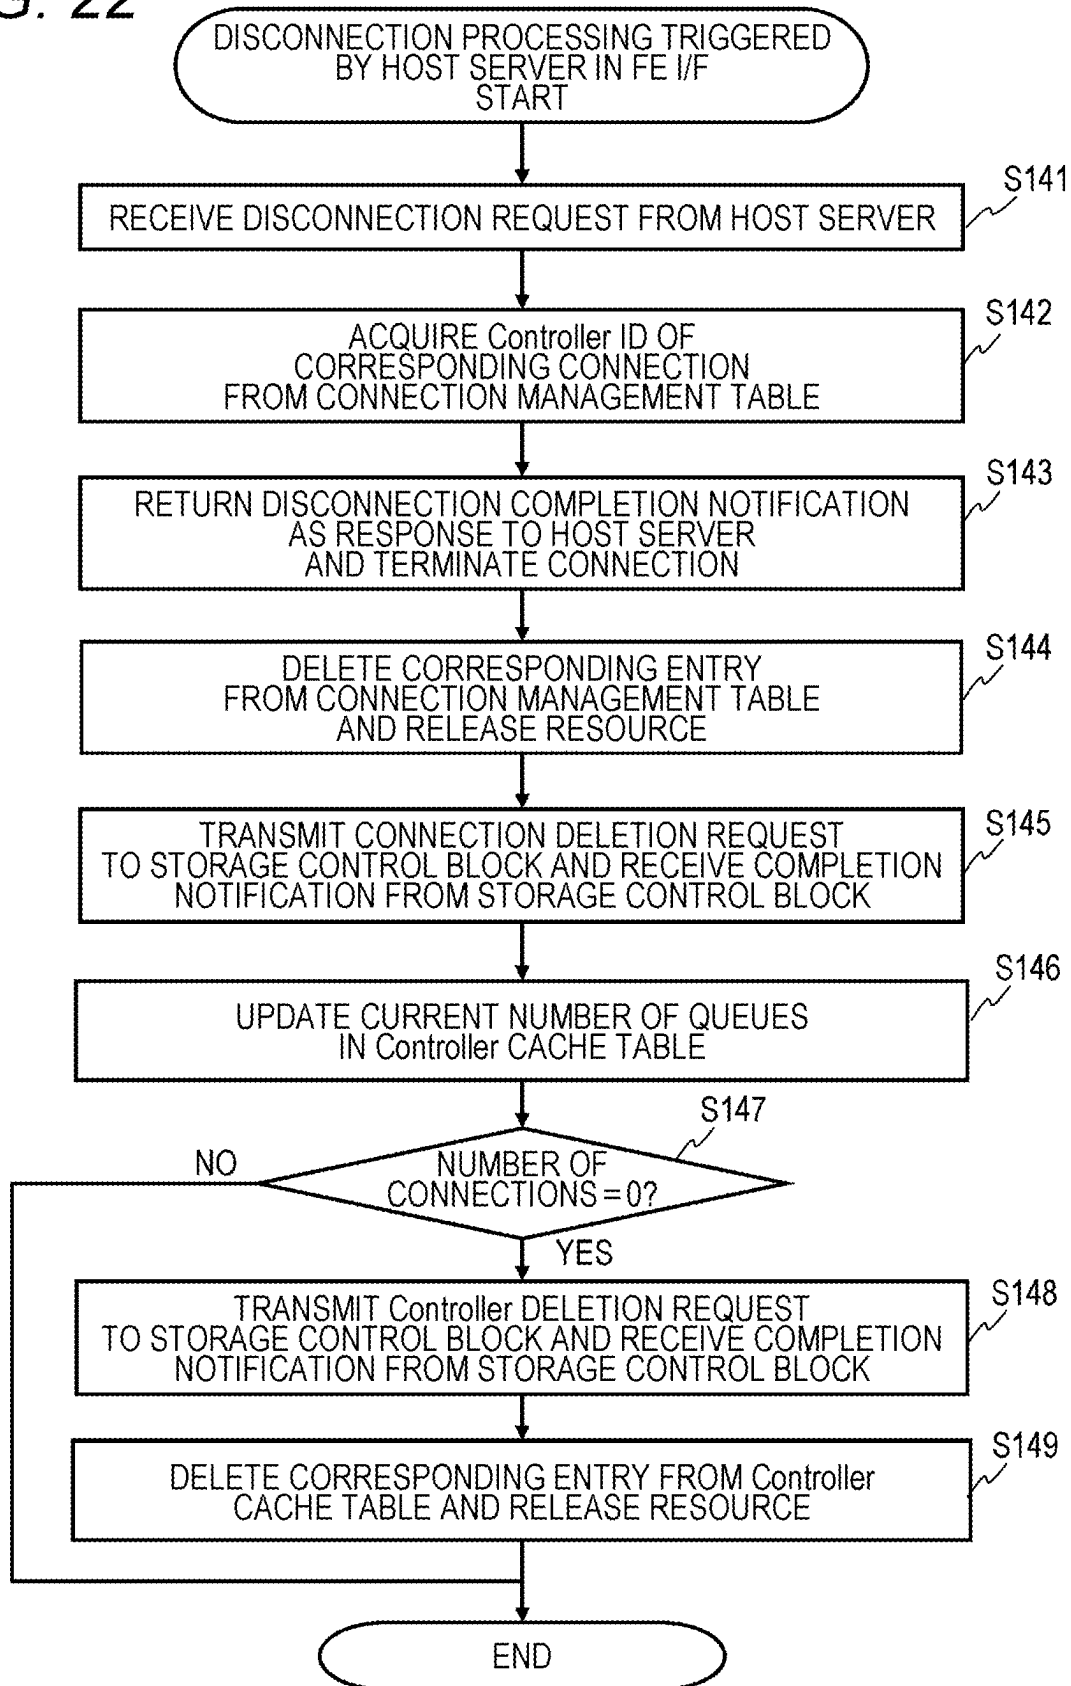 G. 22
DISCONNECTION PROCESSING TRIGGERED
BY HOST SERVER IN FE I/F
START
S141
RECEIVE DISCONNECTION REQUEST FROM HOST SERVER
S142
ACQUIRE Controller ID OF
CORRESPONDING CONNECTION
FROM CONNECTION MANAGEMENT TABLE
S143
RETURN DISCONNECTION COMPLETION NOTIFICATION
AS RESPONSE TO HOST SERVER
AND TERMINATE CONNECTION
S144
DELETE CORRESPONDING ENTRY
FROM CONNECTION MANAGEMENT TABLE
AND RELEASE RESOURCE
S145
TRANSMIT CONNECTION DELETION REQUEST
TO STORAGE CONTROL BLOCK AND RECEIVE COMPLETION
NOTIFICATION FROM STORAGE CONTROL BLOCK
S146
UPDATE CURRENT NUMBER OF QUEUES
IN Controller CACHE TABLE
S147
NO
NUMBER OF
CONNECTIONS = 0?
YES
S148
TRANSMIT Controller DELETION REQUEST
TO STORAGE CONTROL BLOCK AND RECEIVE COMPLETION
NOTIFICATION FROM STORAGE CONTROL BLOCK
S149
DELETE CORRESPONDING ENTRY FROM Controller
CACHE TABLE AND RELEASE RESOURCE
END